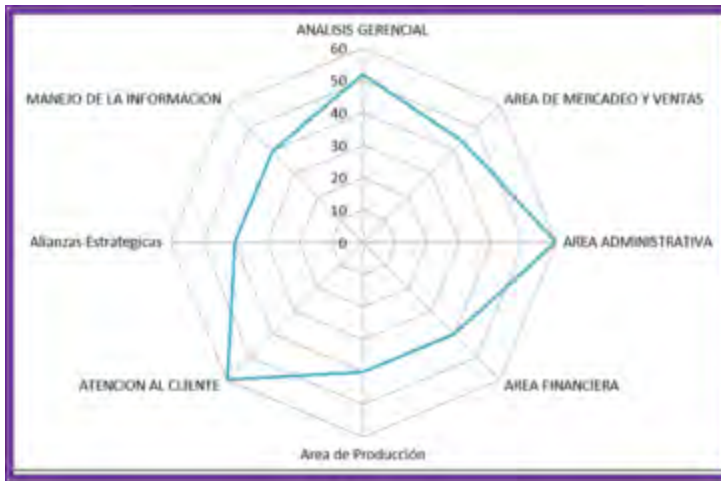 ANALISIS GERENCIAL
60
50
MANEJO DE LA INFORMACION
AREA DE MERCADEO Y VENTAS
40
30
20
10
Alianzas Estrategicas
0
AREA ADMINISTRATIVA
ATENCION AL CLIENTE
AREA FINANCIERA
Area de Producción